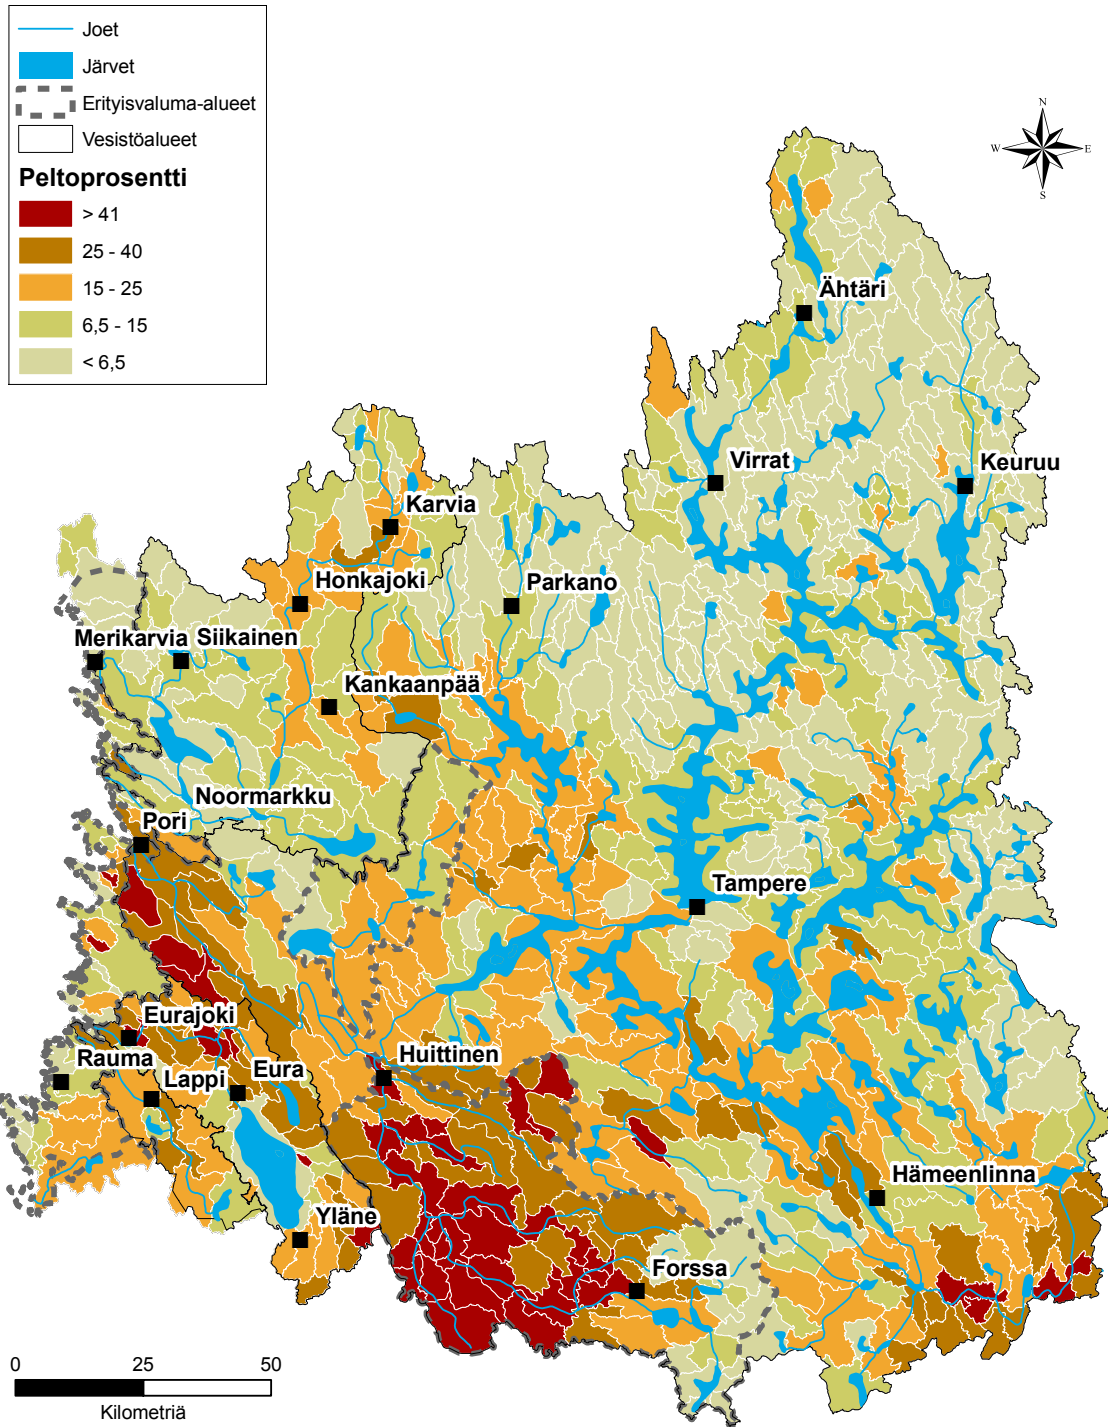 Joet
Järvet
Erityisvaluma-alueet
Vesistöalueet
Peltoprosentti
> 41
25 - 40
15 - 25
6,5 - 15
< 6,5
N
W
E
S
Ähtäri
Virrat
Keuruu
Karvia
Honkajoki
Parkano
Merikarvia
Siikainen
Kankaanpää
Noormarkku
Pori
Tampere
Eurajoki
Rauma
Lappi
Eura
Huittinen
Hämeenlinna
Yläne
Forssa
0
25
50
Kilometriä